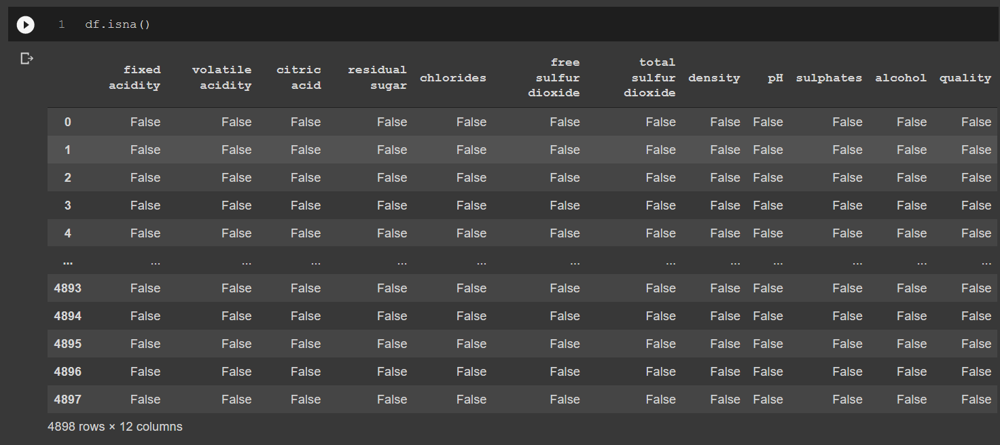 1 df.isna()
fixed acidity volatile acidity citric acid residual sugar chlorides free sulfur dioxide total sulfur dioxide density pH sulphates alcohol quality
0 False False False False False False False False False False False False
1 False False False False False False False False False False False False
2 False False False False False False False False False False False False
3 False False False False False False False False False False False False
4 False False False False False False False False False False False False
... ... ... ... ... ... ... ... ... ... ... ... ...
4893 False False False False False False False False False False False False
4894 False False False False False False False False False False False False
4895 False False False False False False False False False False False False
4896 False False False False False False False False False False False False
4897 False False False False False False False False False False False False
4898 rows × 12 columns